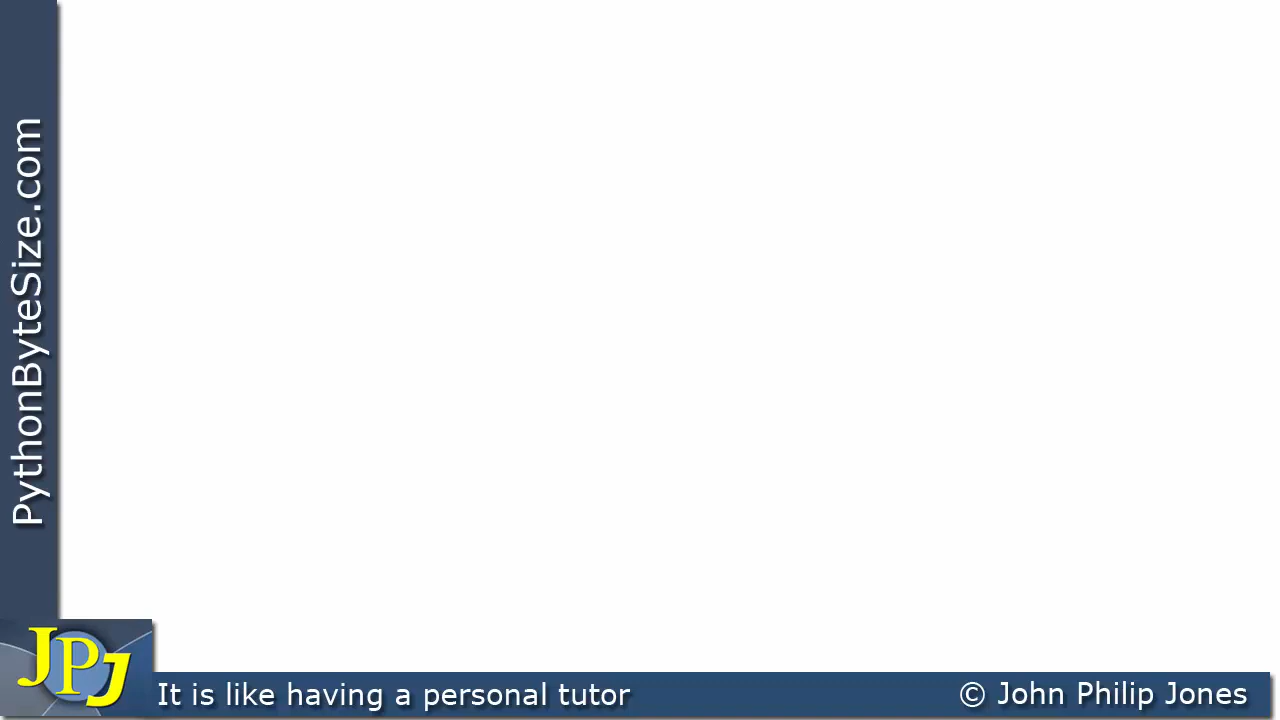 PythonByteSize.com
JPJ
It is like having a personal tutor
© John Philip Jones